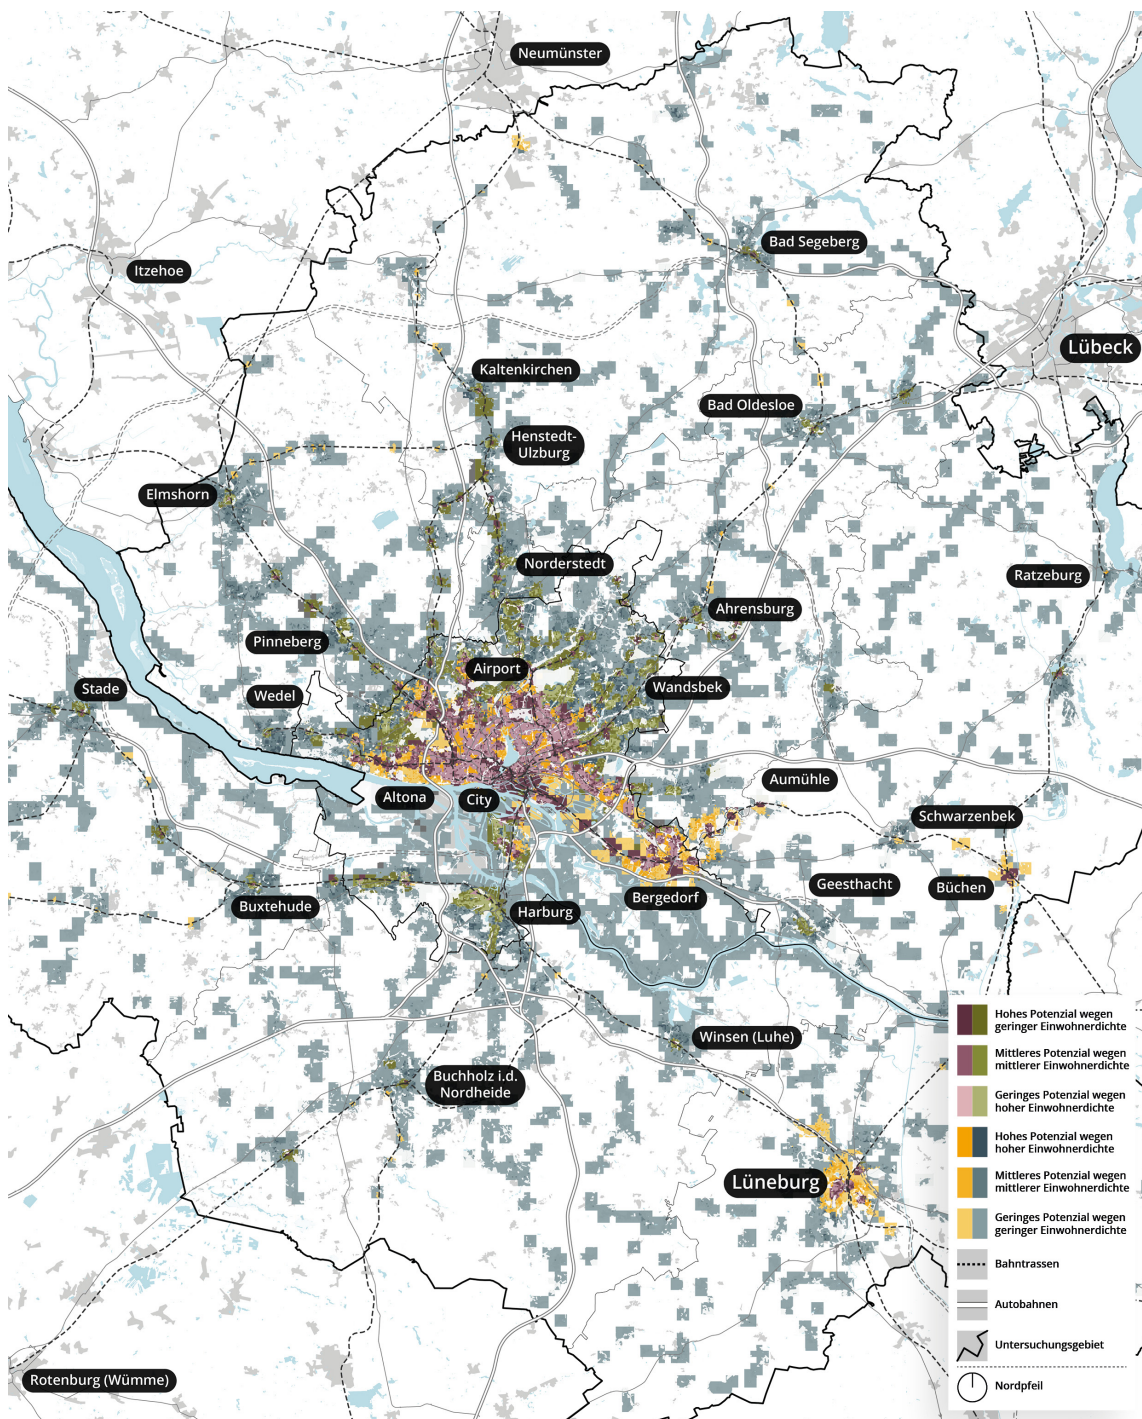 Neumünster
Bad Segeberg
Itzehoe
Lübeck
Kaltenkirchen
Bad Oldesloe
Henstedt-
Ulzburg
Elmshorn
Norderstedt
Ratzeburg
Ahrensburg
Pinneberg
Airport
Wandsbek
Stade
Wedel
Aumühle
Altona
City
Schwarzenbek
Geesthacht
Büchen
Bergedorf
Buxtehude
Harburg
Winsen (Luhe)
Buchholz i.d.
Nordheide
Lüneburg
Rotenburg (Wümme)
Hohes Potenzial wegen
geringer Einwohnerdichte
Mittleres Potenzial wegen
mittlerer Einwohnerdichte
Geringes Potenzial wegen
hoher Einwohnerdichte
Hohes Potenzial wegen
hoher Einwohnerdichte
Mittleres Potenzial wegen
mittlerer Einwohnerdichte
Geringes Potenzial wegen
geringer Einwohnerdichte
Bahntrassen
Autobahnen
Untersuchungsgebiet
Nordpfeil